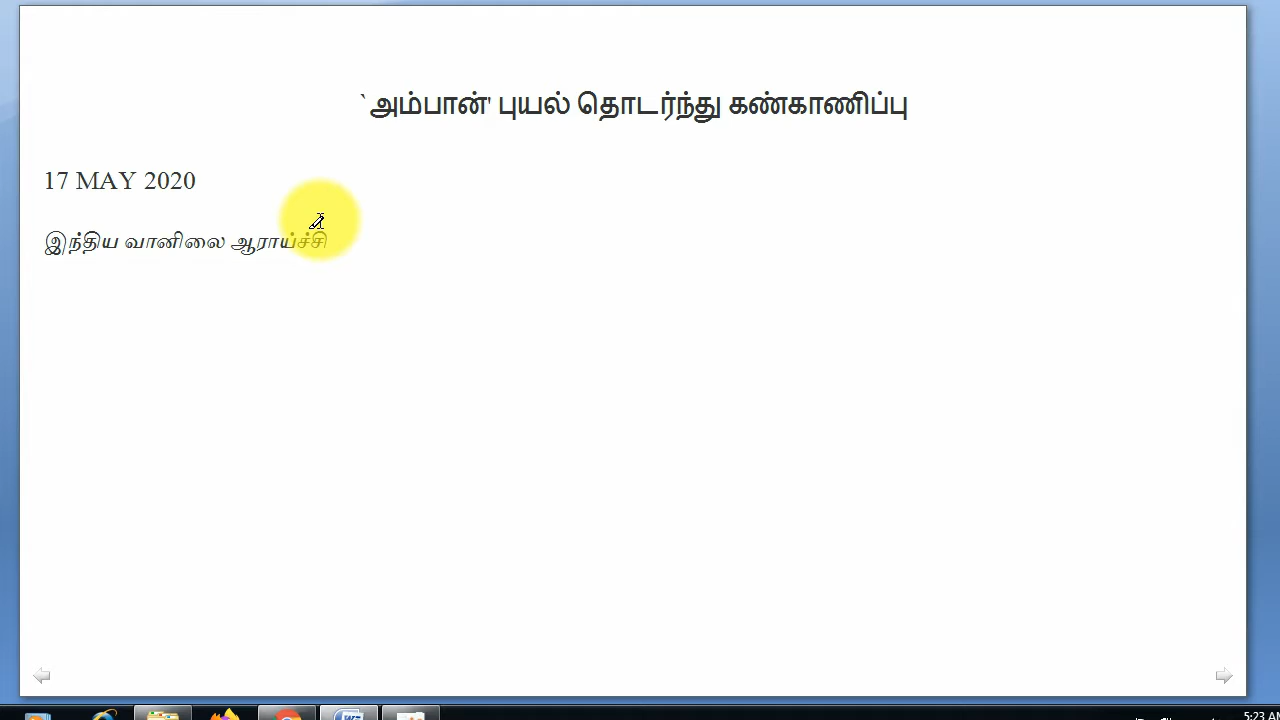 `அம்பான்' புயல் தொடர்ந்து கண்காணிப்பு
17 MAY 2020
இந்திய வானிலை ஆராய்ச்சி